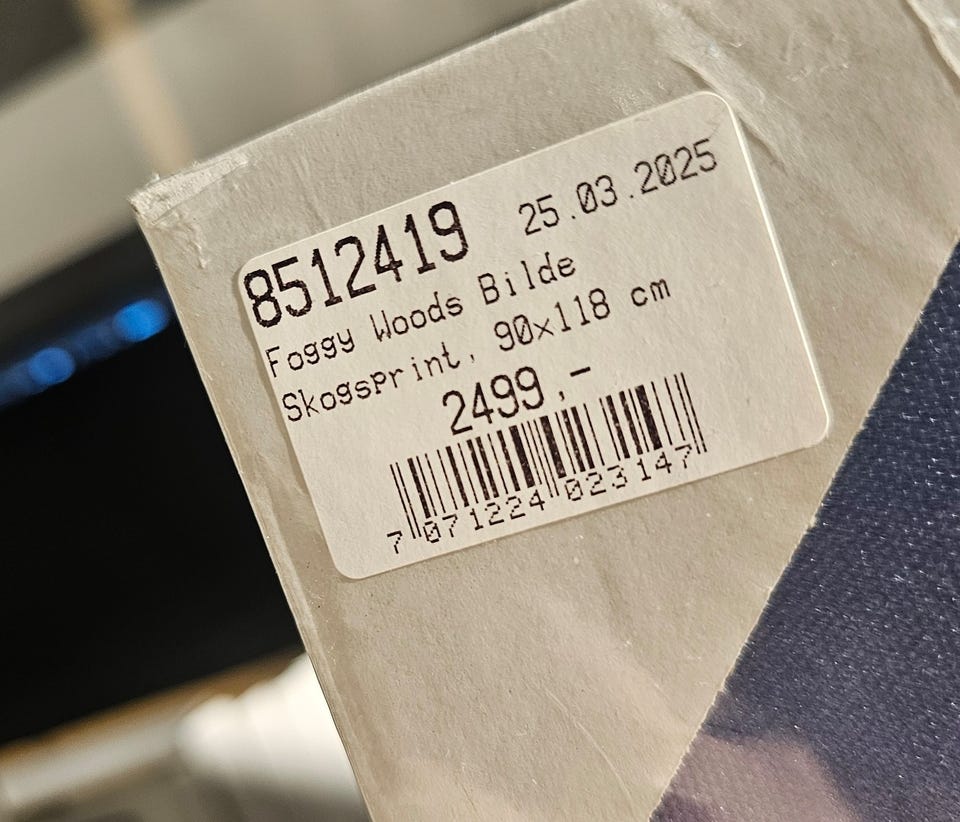 8512419 25.03.2025
Foggy Woods Bilde
Skogsprint, 90x118 cm
2499,-
7 071224 023147